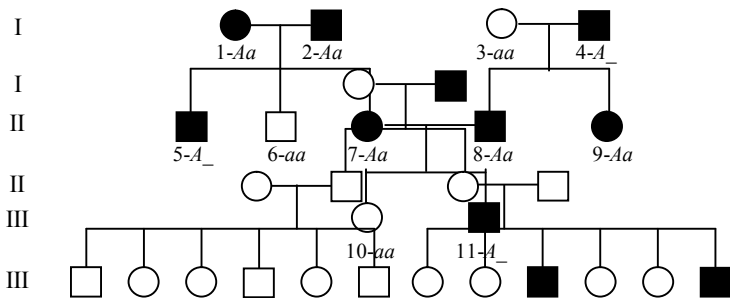 I
1-Aa 2-Aa 3-aa 4-A_
I
II
5-A_ 6-aa 7-Aa 8-Aa 9-Aa
II
III
10-aa 11-A_
III